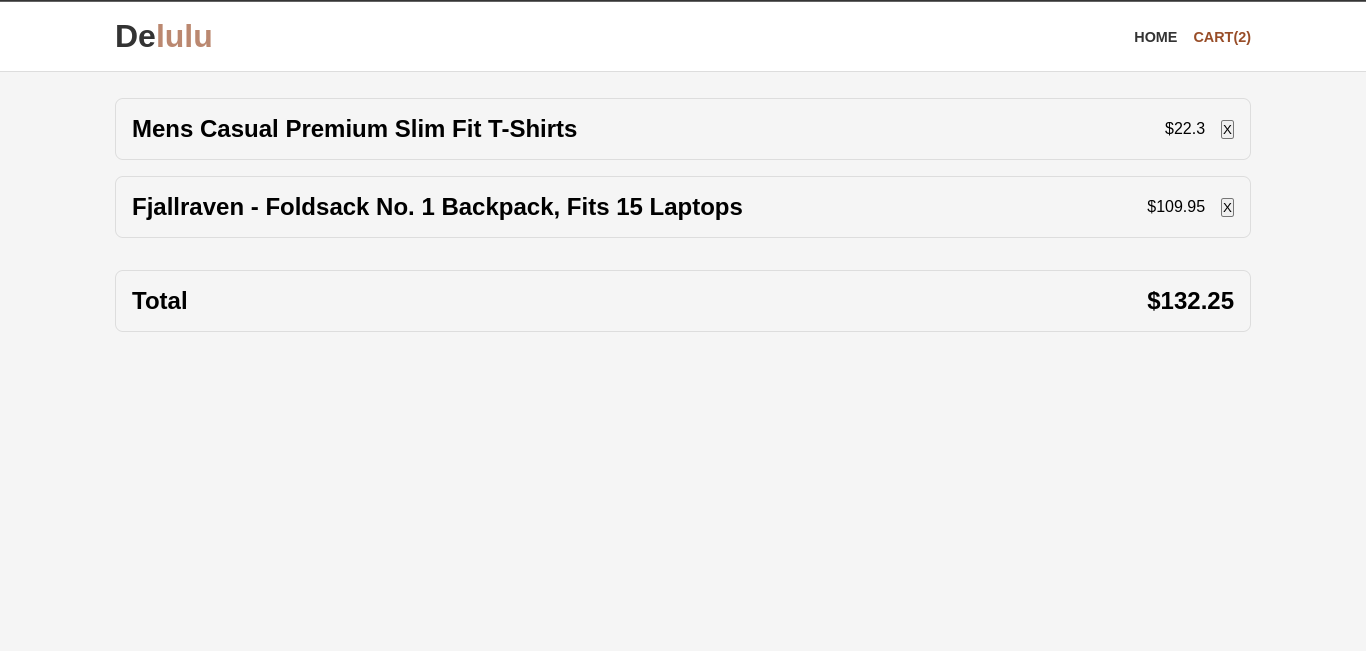 Delulu
HOME CART(2)
Mens Casual Premium Slim Fit T-Shirts $22.3 X
Fjallraven - Foldsack No. 1 Backpack, Fits 15 Laptops $109.95 X
Total $132.25